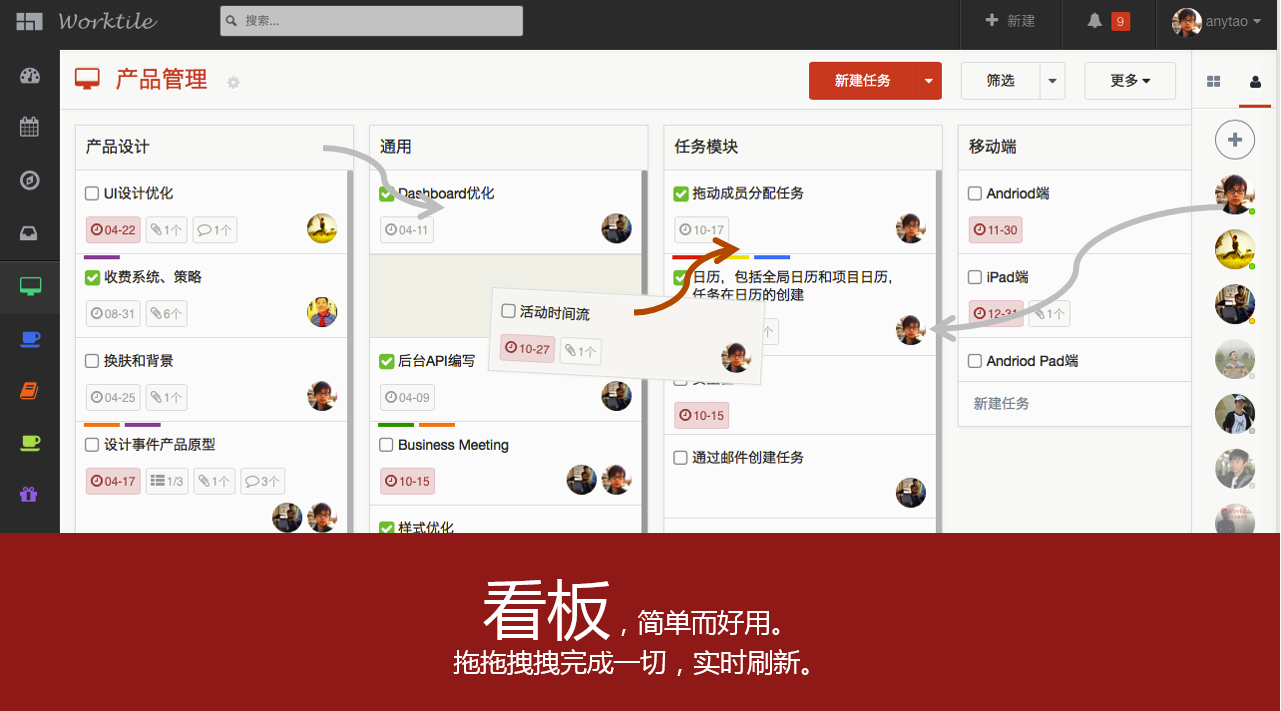 Worktile
搜索...
新建
9
anytao
产品管理
新建任务
筛选
更多
产品设计
UI设计优化
04-22
1个
1个
收费系统、策略
08-31
6个
换肤和背景
04-25
1个
设计事件产品原型
04-17
1/3
1个
3个
通用
Dashboard优化
04-11
后台API编写
04-09
Business Meeting
10-15
样式优化
活动时间流
10-27
1个
任务模块
拖动成员分配任务
10-17
日历，包括全局日历和项目日历，
任务在日历的创建
个
10-15
通过邮件创建任务
移动端
Andriod端
11-30
iPad端
12-31
1个
Andriod Pad端
新建任务
看板，简单而好用。
拖拖拽拽完成一切，实时刷新。